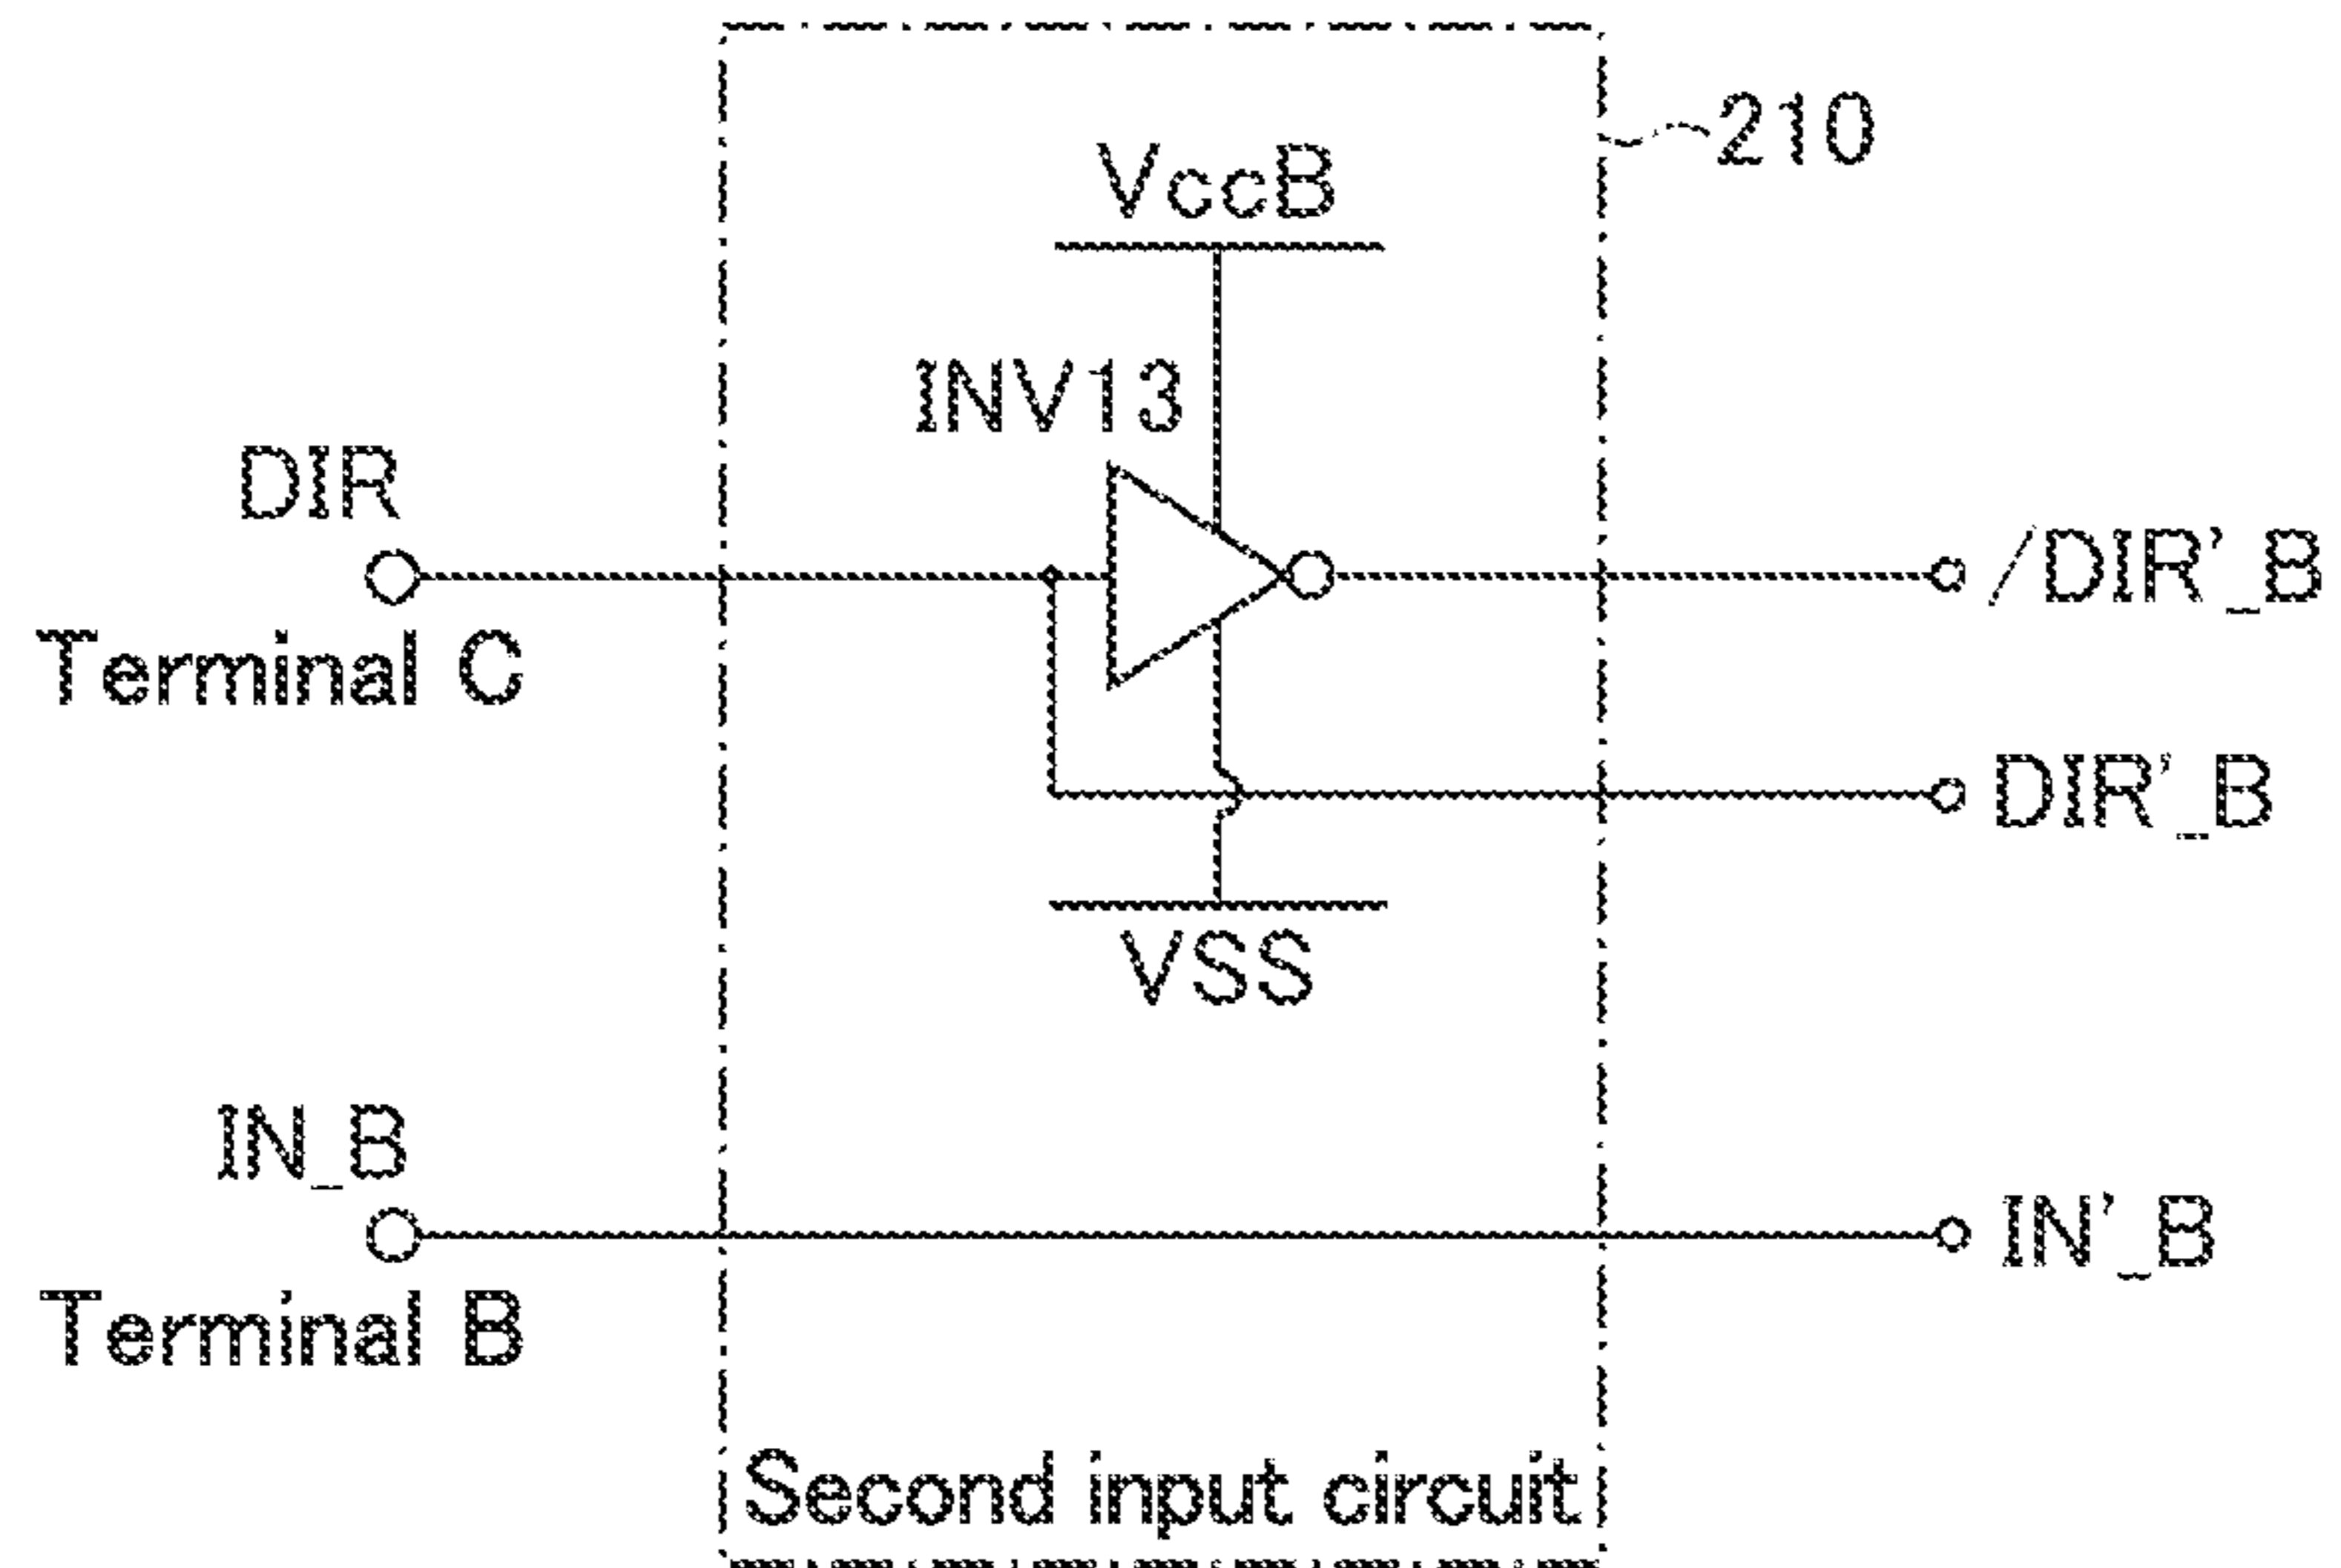 210
VccB
INV13
DIR
Terminal C
/DIR'_B
DIR'_B
VSS
IN_B
Terminal B
IN'_B
Second input circuit